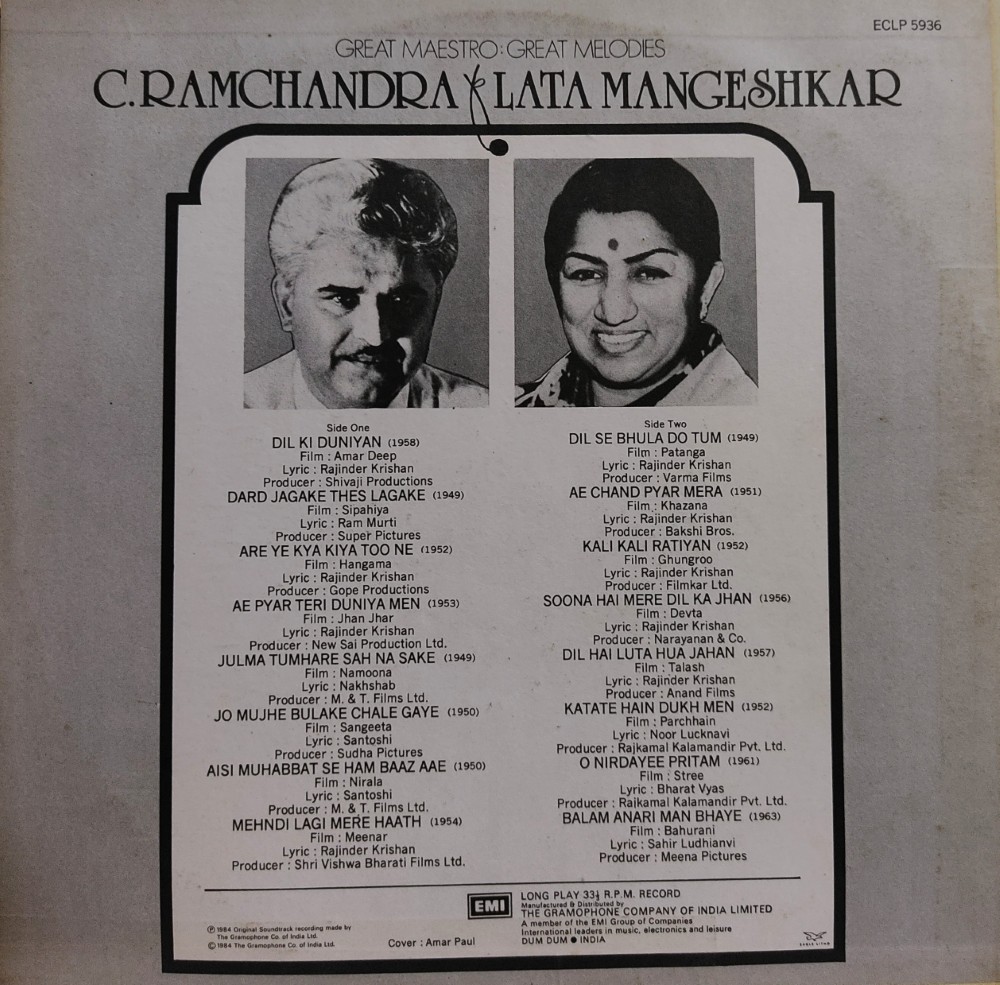 ECLP 5936
GREAT MAESTRO: GREAT MELODIES
C.RAMCHANDRA LATA MANGESHKAR
Side One
DIL KI DUNIYAN (1958)
Film : Amar Deep
Lyric : Rajinder Krishan
Producer : Shivaji Productions
DARD JAGAKE THES LAGAKE (1949)
Film : Sipahiya
Lyric : Ram Murti
Producer : Super Pictures
ARE YE KYA KIYA TOO NE (1952)
Film : Hangama
Lyric : Rajinder Krishan
Producer : Gope Productions
AE PYAR TERI DUNIYA MEN (1953)
Film : Jhan Jhar
Lyric : Rajinder Krishan
Producer : New Sai Production Ltd.
JULMA TUMHARE SAH NA SAKE (1949)
Film : Namoona
Lyric : Nakhshab
Producer : M. & T. Films Ltd.
JO MUJHE BULAKE CHALE GAYE (1950)
Film : Sangeeta
Lyric : Santoshi
Producer : Sudha Pictures
AISI MUHABBAT SE HAM BAAZ AAE (1950)
Film : Nirala
Lyric : Santoshi
Producer : M. & T. Films Ltd.
MEHNDI LAGI MERE HAATH (1954)
Film : Meenar
Lyric : Rajinder Krishan
Producer : Shri Vishwa Bharati Films Ltd.
Side Two
DIL SE BHULA DO TUM (1949)
Film : Patanga
Lyric : Rajinder Krishan
Producer : Varma Films
AE CHAND PYAR MERA (1951)
Film : Khazana
Lyric : Rajinder Krishan
Producer : Bakshi Bros.
KALI KALI RATIYAN (1952)
Film : Ghungroo
Lyric : Rajinder Krishan
Producer : Filmkar Ltd.
SOONA HAI MERE DIL KA JHAN (1956)
Film : Devta
Lyric : Rajinder Krishan
Producer : Narayanan & Co.
DIL HAI LUTA HUA JAHAN (1957)
Film : Talash
Lyric : Rajinder Krishan
Producer : Anand Films
KATATE HAIN DUKH MEN (1952)
Film : Parchhain
Lyric : Noor Lucknavi
Producer : Rajkamal Kalamandir Pvt. Ltd.
O NIRDAYEE PRITAM (1961)
Film : Stree
Lyric : Bharat Vyas
Producer : Rajkamal Kalamandir Pvt. Ltd.
BALAM ANARI MAN BHAYE (1963)
Film : Bahurani
Lyric : Sahir Ludhianvi
Producer : Meena Pictures
℗ 1984 Original Soundtrack recording made by
The Gramophone Co. of India Ltd.
© 1984 The Gramophone Co. of India Ltd.
Cover : Amar Paul
EMI
LONG PLAY 33⅓ R.P.M. RECORD
Manufactured & Distributed by
THE GRAMOPHONE COMPANY OF INDIA LIMITED
A member of the EMI Group of Companies
International leaders in music, electronics and leisure
DUM DUM ● INDIA